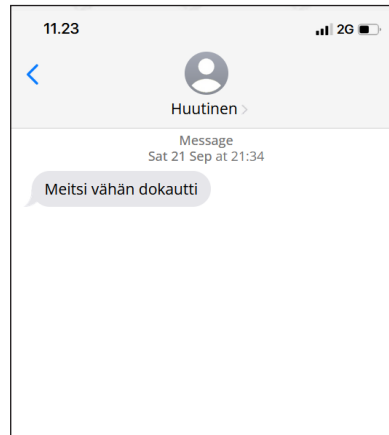 11.23
2G
Huutinen
Message
Sat 21 Sep at 21:34
Meitsi vähän dokautti